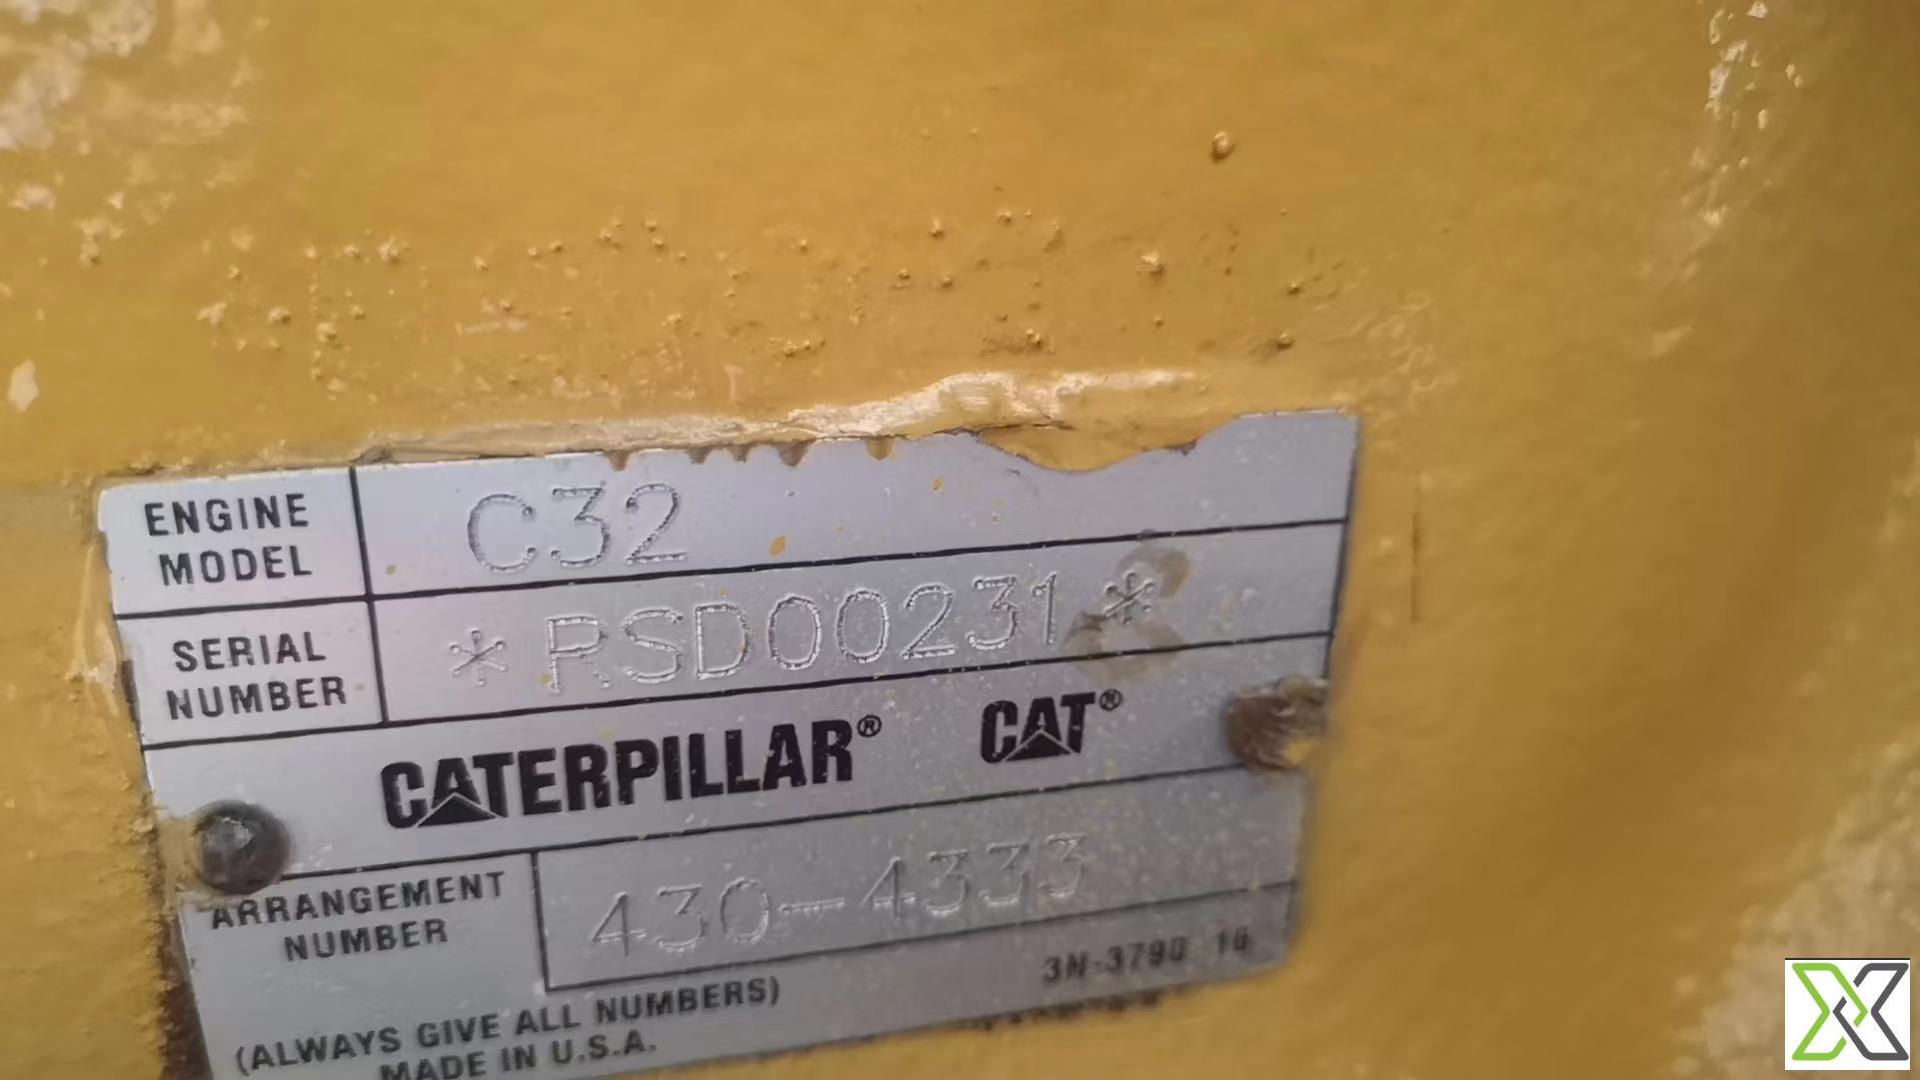 ENGINE MODEL
C32
SERIAL NUMBER
*RSD00231*
CATERPILLAR® CAT®
ARRANGEMENT NUMBER
430-4333
3N-3790 16
(ALWAYS GIVE ALL NUMBERS)
MADE IN U.S.A.